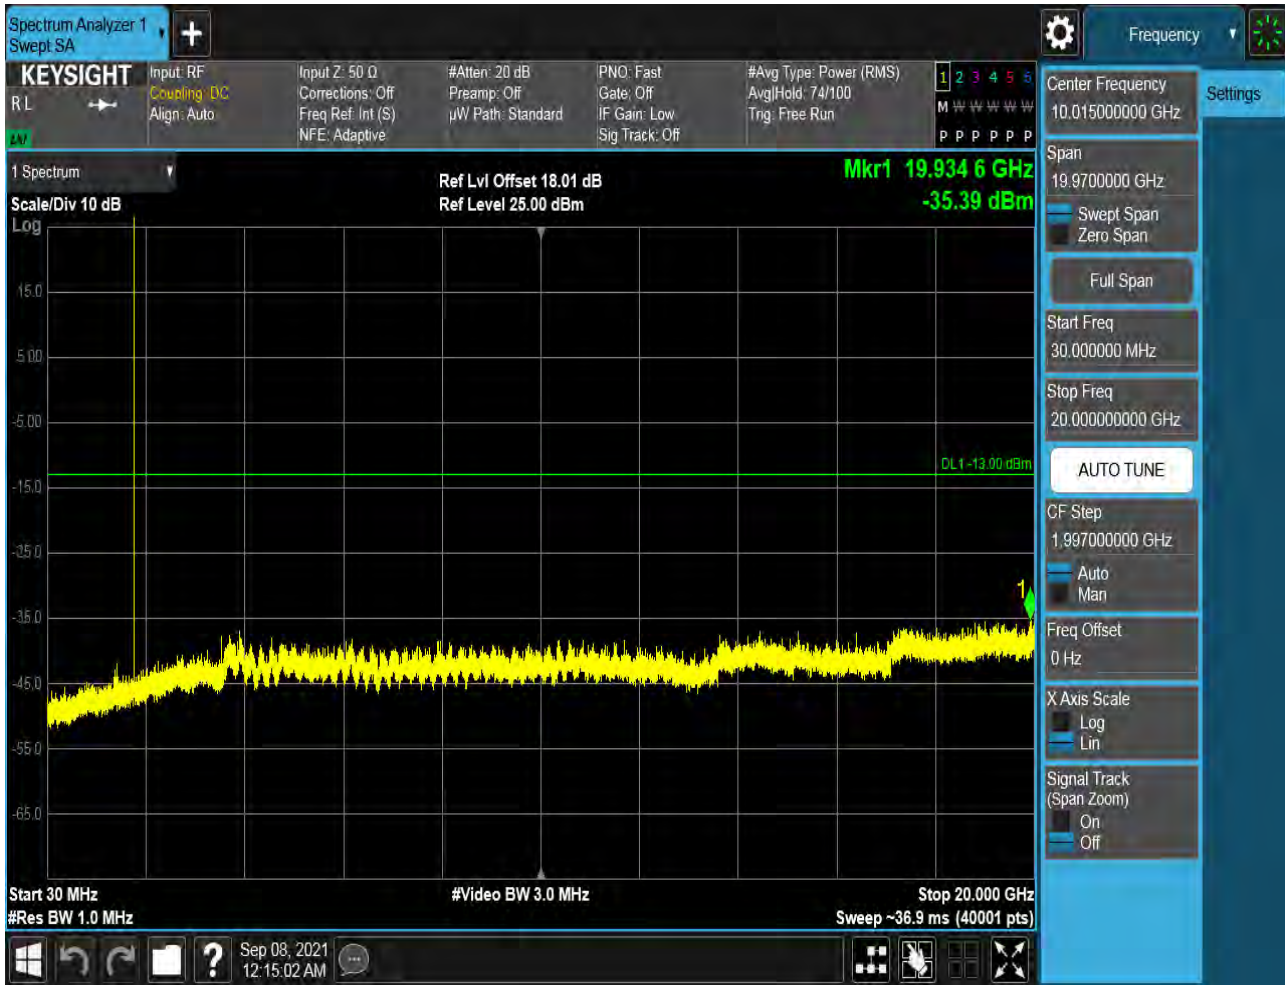 Spectrum Analyzer 1
Swept SA
Frequency
KEYSIGHT
R L
Input: RF
Coupling: DC
Align: Auto
Input Z: 50 Ω
Corrections: Off
Freq Ref: Int (S)
NFE: Adaptive
#Atten: 20 dB
Preamp: Off
µW Path: Standard
PNO: Fast
Gate: Off
IF Gain: Low
Sig Track: Off
#Avg Type: Power (RMS)
Avg|Hold: 74/100
Trig: Free Run
1 2 3 4 5 6
M W W W W W
P P P P P P
1 Spectrum
Scale/Div 10 dB
Log
Ref Lvl Offset 18.01 dB
Ref Level 25.00 dBm
Mkr1 19.934 6 GHz
-35.39 dBm
15.0
5.00
-5.00
DL1 -13.00 dBm
-15.0
-25.0
1
-35.0
-45.0
-55.0
-65.0
Start 30 MHz
#Res BW 1.0 MHz
#Video BW 3.0 MHz
Stop 20.000 GHz
Sweep ~36.9 ms (40001 pts)
Center Frequency
10.015000000 GHz
Settings
Span
19.9700000 GHz
Swept Span
Zero Span
Full Span
Start Freq
30.000000 MHz
Stop Freq
20.000000000 GHz
AUTO TUNE
CF Step
1.997000000 GHz
Auto
Man
Freq Offset
0 Hz
X Axis Scale
Log
Lin
Signal Track
(Span Zoom)
On
Off
?
Sep 08, 2021
12:15:02 AM